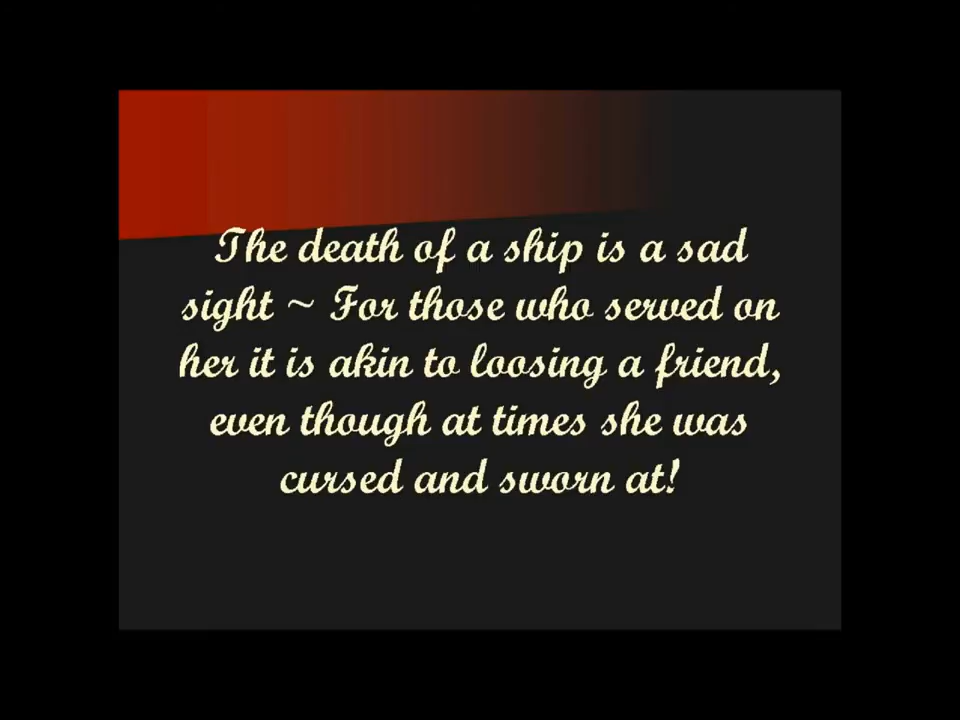 The death of a ship is a sad
sight ~ For those who served on
her it is akin to loosing a friend,
even though at times she was
cursed and sworn at!